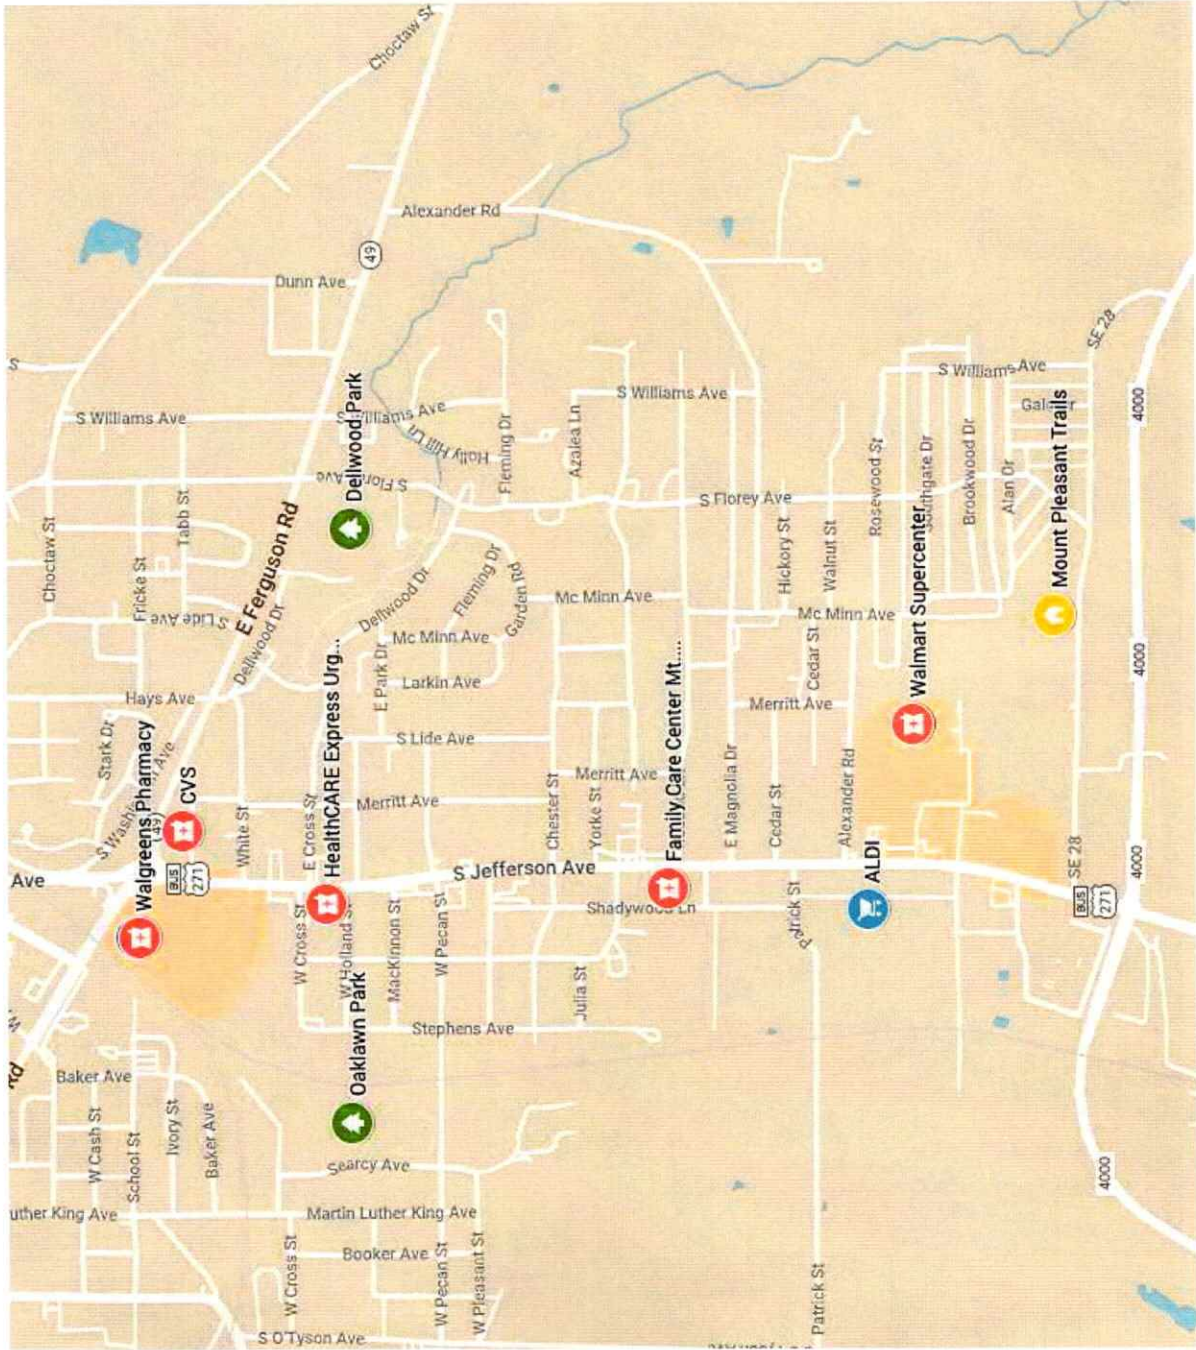 Choctaw St
Alexander Rd
49
Dunn Ave
S
SE 28
S Williams Ave
S Williams Ave
S Williams Ave
S Williams Ave
4000
Holly Hill Ln
Fleming Dr
Azalea Ln
Dellwood Park
S Florey Ave
Rosewood St
Brookwood Dr
Alan Dr
Mount Pleasant Trails
Choctaw St
Tabb St
Fricke St
S Lide Ave
E Ferguson Rd
Dellwood Dr
Dellwood Dr
Fleming Dr
Garden Rd
Mc Minn Ave
Hickory St
Walnut St
Mc Minn Ave
Walmart Supercenter
Mc Minn Ave
E Park Dr
Larkin Ave
Cedar St
Merritt Ave
4000
Hays Ave
Stark Dr
S Lide Ave
HealthCARE Express Urg...
Family Care Center Mt....
Walgreens Pharmacy
CVS
49
White St
E Cross St
Merritt Ave
Chester St
Merritt Ave
Yorke St
E Magnolia Dr
Cedar St
Alexander Rd
SE 28
4000
Ave
BUS
271
S Jefferson Ave
ALDI
BUS
271
W Cross St
W Holland St
MacKinnon St
W Pecan St
Shadywood Ln
Patrick St
Julia St
Stephens Ave
Oaklawn Park
Rd
Baker Ave
W Cash St
School St
Ivory St
Baker Ave
Searcy Ave
4000
uther King Ave
Martin Luther King Ave
W Cross St
Booker Ave
W Pecan St
W Pleasant St
Patrick St
S O'Tyson Ave